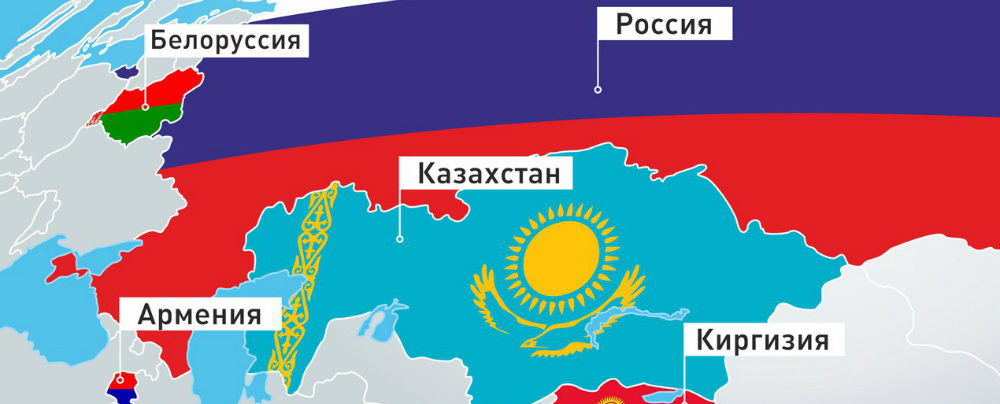 Россия
Белоруссия
Казахстан
Армения
Киргизия